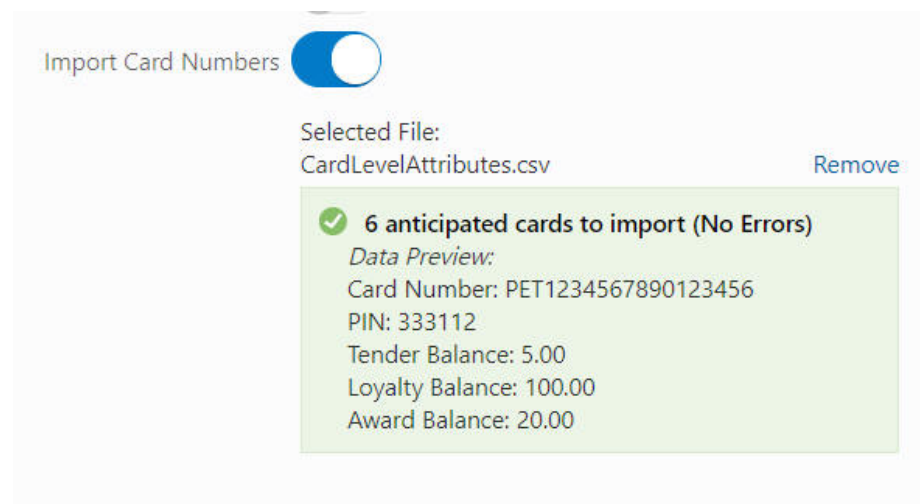 Import Card Numbers
Selected File:
CardLevelAttributes.csv Remove
6 anticipated cards to import (No Errors)
Data Preview:
Card Number: PET1234567890123456
PIN: 333112
Tender Balance: 5.00
Loyalty Balance: 100.00
Award Balance: 20.00